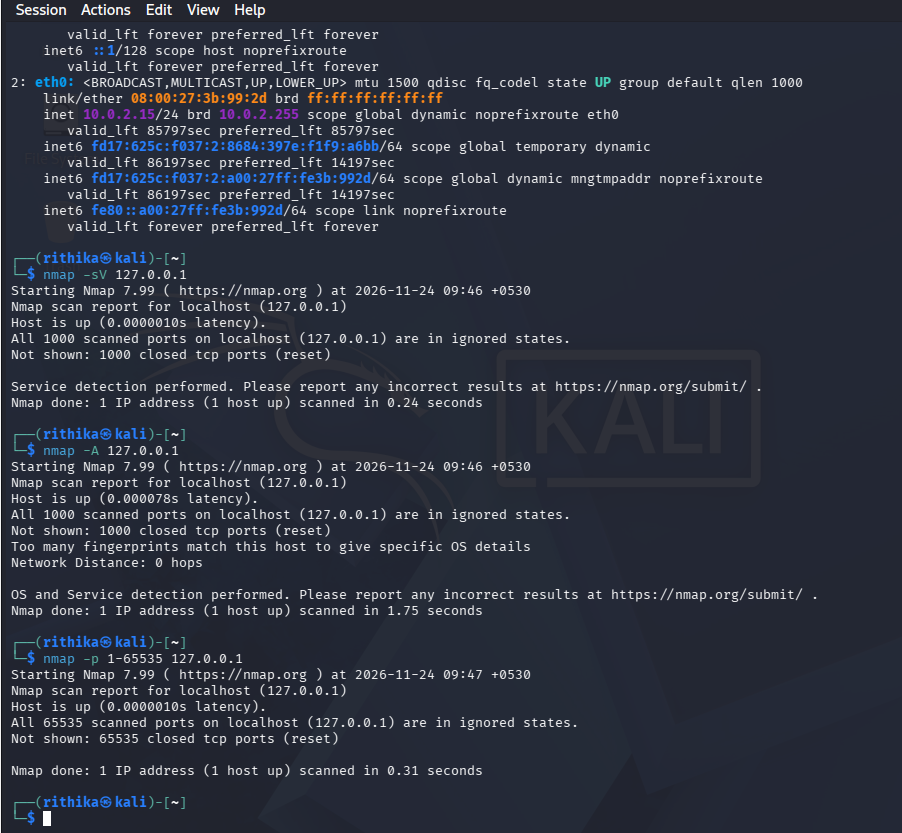 Session Actions Edit View Help
valid_lft forever preferred_lft forever
inet6 ::1/128 scope host noprefixroute
valid_lft forever preferred_lft forever
2: eth0: <BROADCAST,MULTICAST,UP,LOWER_UP> mtu 1500 qdisc fq_codel state UP group default qlen 1000
link/ether 08:00:27:3b:99:2d brd ff:ff:ff:ff:ff:ff
inet 10.0.2.15/24 brd 10.0.2.255 scope global dynamic noprefixroute eth0
valid_lft 85797sec preferred_lft 85797sec
inet6 fd17:625c:f037:2:8684:397e:f1f9:a6bb/64 scope global temporary dynamic
valid_lft 86197sec preferred_lft 14197sec
inet6 fd17:625c:f037:2:a00:27ff:fe3b:992d/64 scope global dynamic mngtmpaddr noprefixroute
valid_lft 86197sec preferred_lft 14197sec
inet6 fe80::a00:27ff:fe3b:992d/64 scope link noprefixroute
valid_lft forever preferred_lft forever
┌──(rithika㉿kali)-[~]
└─$ nmap -sV 127.0.0.1
Starting Nmap 7.99 ( https://nmap.org ) at 2026-11-24 09:46 +0530
Nmap scan report for localhost (127.0.0.1)
Host is up (0.0000010s latency).
All 1000 scanned ports on localhost (127.0.0.1) are in ignored states.
Not shown: 1000 closed tcp ports (reset)
Service detection performed. Please report any incorrect results at https://nmap.org/submit/ .
Nmap done: 1 IP address (1 host up) scanned in 0.24 seconds
┌──(rithika㉿kali)-[~]
└─$ nmap -A 127.0.0.1
Starting Nmap 7.99 ( https://nmap.org ) at 2026-11-24 09:46 +0530
Nmap scan report for localhost (127.0.0.1)
Host is up (0.000078s latency).
All 1000 scanned ports on localhost (127.0.0.1) are in ignored states.
Not shown: 1000 closed tcp ports (reset)
Too many fingerprints match this host to give specific OS details
Network Distance: 0 hops
OS and Service detection performed. Please report any incorrect results at https://nmap.org/submit/ .
Nmap done: 1 IP address (1 host up) scanned in 1.75 seconds
┌──(rithika㉿kali)-[~]
└─$ nmap -p 1-65535 127.0.0.1
Starting Nmap 7.99 ( https://nmap.org ) at 2026-11-24 09:47 +0530
Nmap scan report for localhost (127.0.0.1)
Host is up (0.0000010s latency).
All 65535 scanned ports on localhost (127.0.0.1) are in ignored states.
Not shown: 65535 closed tcp ports (reset)
Nmap done: 1 IP address (1 host up) scanned in 0.31 seconds
┌──(rithika㉿kali)-[~]
└─$
KALI